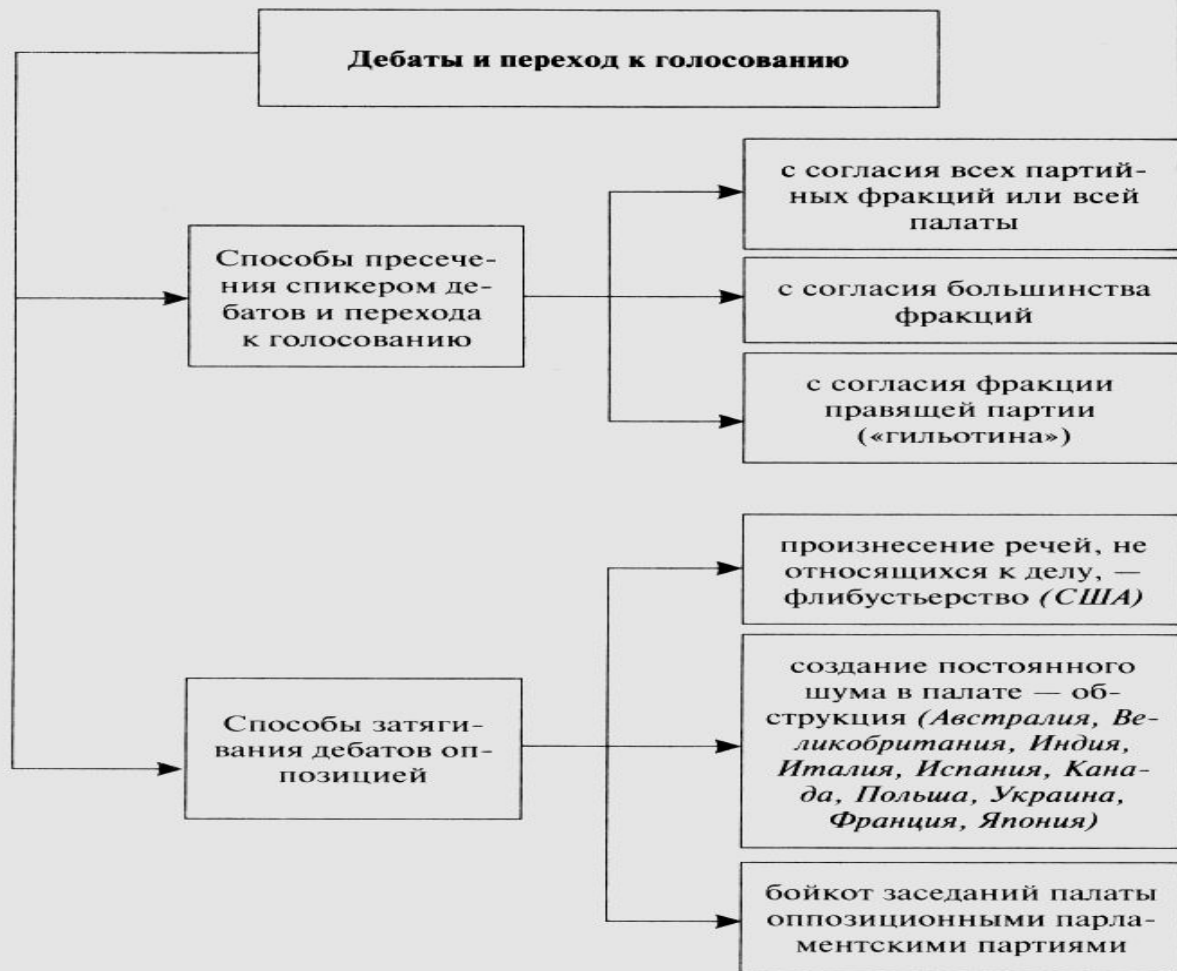 Дебаты и переход к голосованию
с согласия всех партий-
ных фракций или всей
палаты
Способы пресече-
ния спикером де-
батов и перехода
к голосованию
с согласия большинства
фракций
с согласия фракции
правящей партии
(«гильотина»)
произнесение речей, не
относящихся к делу, —
флибустьерство (США)
Способы затяги-
вания дебатов оп-
позицией
создание постоянного
шума в палате — об-
струкция (Австралия, Ве-
ликобритания, Индия,
Италия, Испания, Кана-
да, Польша, Украина,
Франция, Япония)
бойкот заседаний палаты
оппозиционными парла-
ментскими партиями